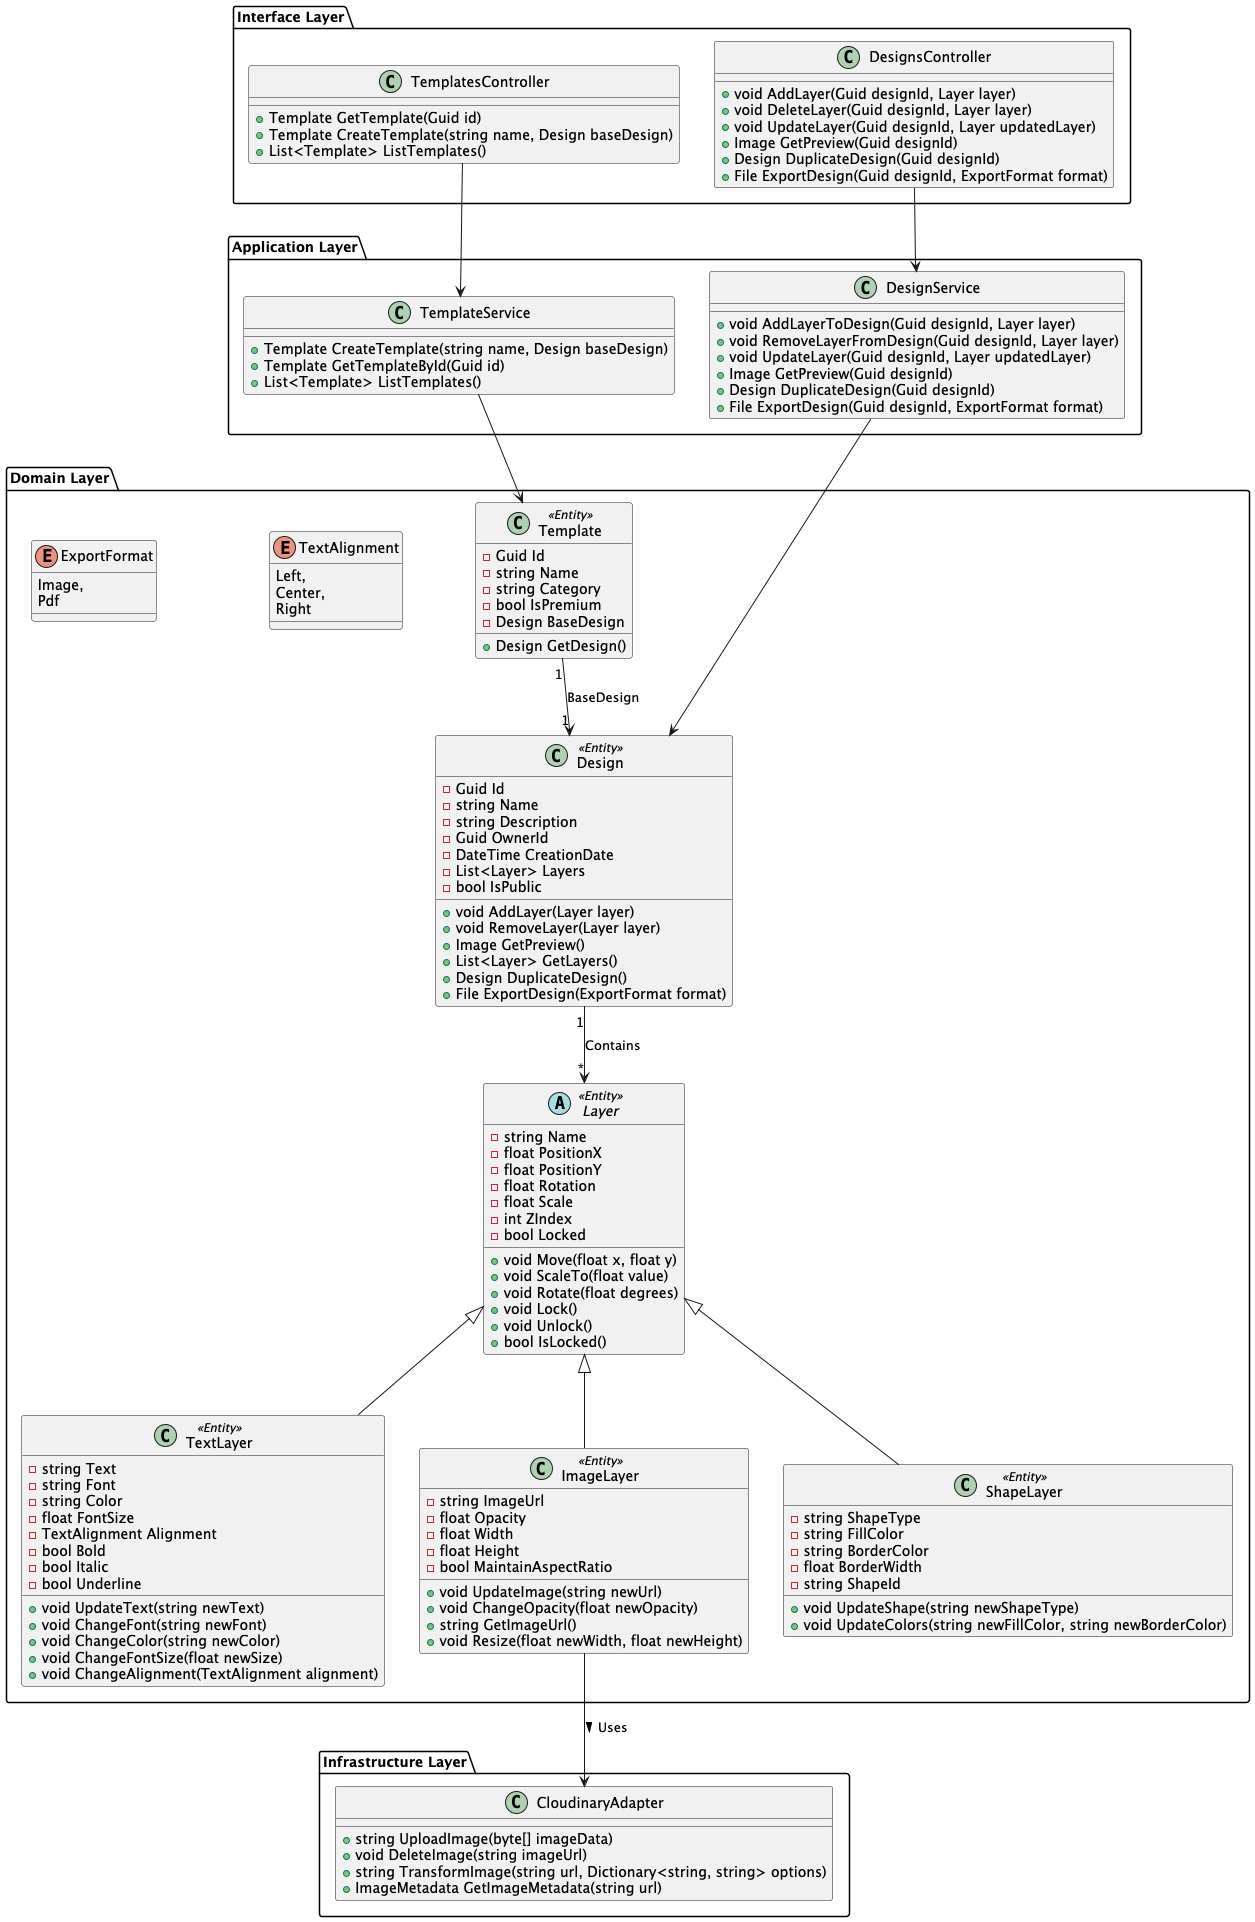 Interface Layer
C TemplatesController
Template GetTemplate(Guid id)
Template CreateTemplate(string name, Design baseDesign)
List<Template> ListTemplates()
C DesignsController
void AddLayer(Guid designId, Layer layer)
void DeleteLayer(Guid designId, Layer layer)
void UpdateLayer(Guid designId, Layer updatedLayer)
Image GetPreview(Guid designId)
Design DuplicateDesign(Guid designId)
File ExportDesign(Guid designId, ExportFormat format)
Application Layer
C TemplateService
Template CreateTemplate(string name, Design baseDesign)
Template GetTemplateById(Guid id)
List<Template> ListTemplates()
C DesignService
void AddLayerToDesign(Guid designId, Layer layer)
void RemoveLayerFromDesign(Guid designId, Layer layer)
void UpdateLayer(Guid designId, Layer updatedLayer)
Image GetPreview(Guid designId)
Design DuplicateDesign(Guid designId)
File ExportDesign(Guid designId, ExportFormat format)
Domain Layer
E ExportFormat
Image,
Pdf
E TextAlignment
Left,
Center,
Right
«Entity»
C Template
Guid Id
string Name
string Category
bool IsPremium
Design BaseDesign
Design GetDesign()
1
BaseDesign
1
«Entity»
C Design
Guid Id
string Name
string Description
Guid OwnerId
DateTime CreationDate
List<Layer> Layers
bool IsPublic
void AddLayer(Layer layer)
void RemoveLayer(Layer layer)
Image GetPreview()
List<Layer> GetLayers()
Design DuplicateDesign()
File ExportDesign(ExportFormat format)
1
Contains
*
«Entity»
A Layer
string Name
float PositionX
float PositionY
float Rotation
float Scale
int ZIndex
bool Locked
void Move(float x, float y)
void ScaleTo(float value)
void Rotate(float degrees)
void Lock()
void Unlock()
bool IsLocked()
«Entity»
C TextLayer
string Text
string Font
string Color
float FontSize
TextAlignment Alignment
bool Bold
bool Italic
bool Underline
void UpdateText(string newText)
void ChangeFont(string newFont)
void ChangeColor(string newColor)
void ChangeFontSize(float newSize)
void ChangeAlignment(TextAlignment alignment)
«Entity»
C ImageLayer
string ImageUrl
float Opacity
float Width
float Height
bool MaintainAspectRatio
void UpdateImage(string newUrl)
void ChangeOpacity(float newOpacity)
string GetImageUrl()
void Resize(float newWidth, float newHeight)
«Entity»
C ShapeLayer
string ShapeType
string FillColor
string BorderColor
float BorderWidth
string ShapeId
void UpdateShape(string newShapeType)
void UpdateColors(string newFillColor, string newBorderColor)
Uses
Infrastructure Layer
C CloudinaryAdapter
string UploadImage(byte[] imageData)
void DeleteImage(string imageUrl)
string TransformImage(string url, Dictionary<string, string> options)
ImageMetadata GetImageMetadata(string url)